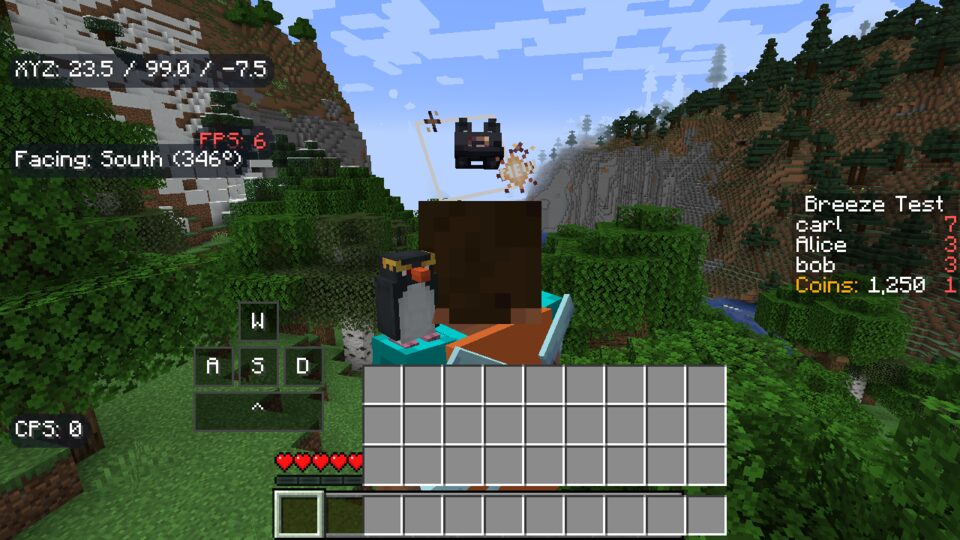 XYZ: 23.5 / 99.0 / -7.5
FPS: 6
Facing: South (346°)
Breeze Test
carl 7
Alice 3
bob 3
Coins: 1,250 1
W
A S D
^
CPS: 0